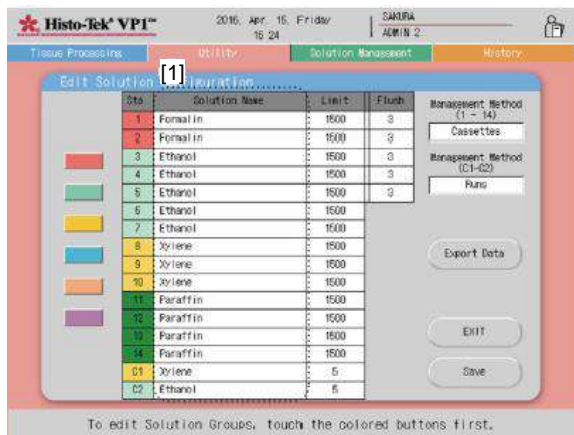 Histo-Tek® VP1™
2016, Apr. 15, Friday
16 24
SAKURA
ADMIN 2
Tissue Processing
Utility
Solution Management
History
Edit Solution Configuration
[1]
Sta Solution Name Limit Flush
1 Formalin 1500 3
2 Formalin 1500 3
3 Ethanol 1500 3
4 Ethanol 1500 3
5 Ethanol 1500 3
6 Ethanol 1500
7 Ethanol 1500
8 Xylene 1500
9 Xylene 1500
10 Xylene 1500
11 Paraffin 1500
12 Paraffin 1500
13 Paraffin 1500
14 Paraffin 1500
C1 Xylene 5
C2 Ethanol 5
Management Method
(1 - 14)
Cassettes
Management Method
(C1-C2)
Runs
Export Data
EXIT
Save
To edit Solution Groups, touch the colored buttons first.